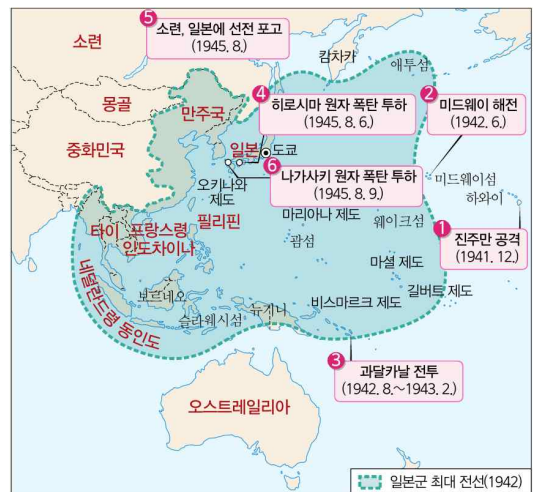 소련
5
소련, 일본에 선전 포고
(1945. 8.)
캄차카
애투섬
몽골
만주국
4
히로시마 원자 폭탄 투하
(1945. 8. 6.)
2
미드웨이 해전
(1942. 6.)
중화민국
일본
도쿄
6
나가사키 원자 폭탄 투하
(1945. 8. 9.)
미드웨이섬
하와이
오키나와
제도
필리핀
마리아나 제도
웨이크섬
1
진주만 공격
(1941. 12.)
타이
프랑스령
인도차이나
괌섬
마셜 제도
길버트 제도
네덜란드령 동인도
보르네오
슬라웨시섬
뉴기니
비스마르크 제도
3
과달카날 전투
(1942. 8.~1943. 2.)
오스트레일리아
일본군 최대 전선(1942)